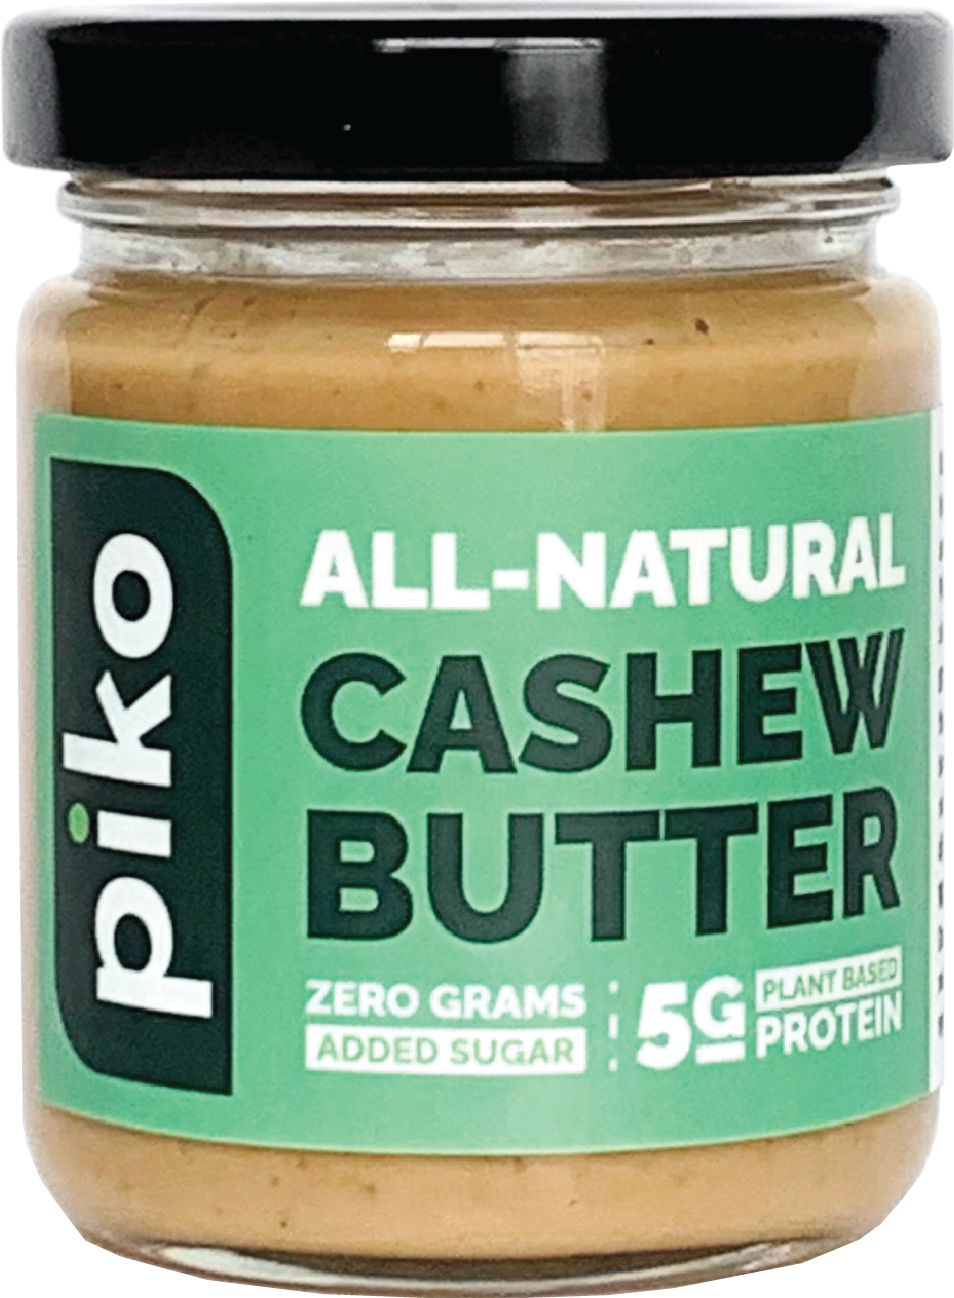 piko
ALL-NATURAL
CASHEW
BUTTER
ZERO GRAMS
ADDED SUGAR
5G
PLANT BASED
PROTEIN